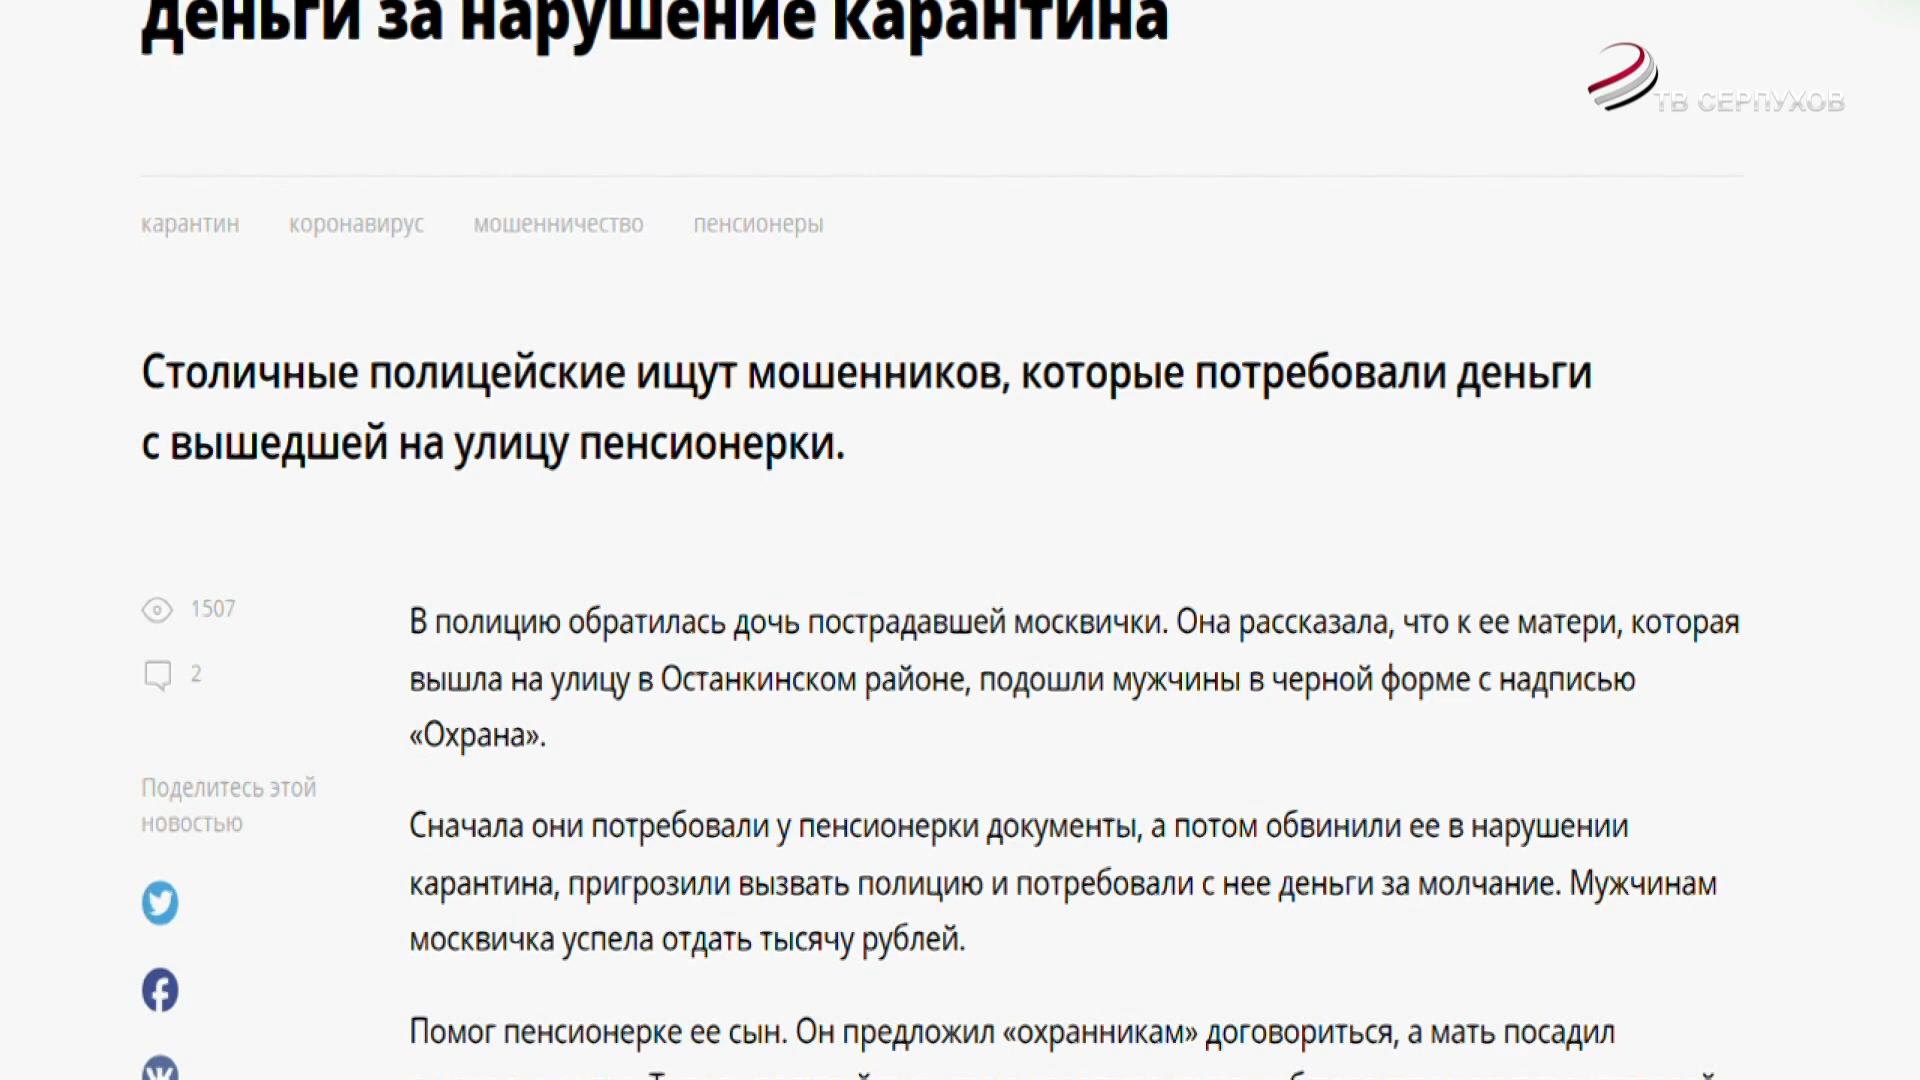 деньги за нарушение карантина
ТВ СЕРПУХОВ
карантин коронавирус мошенничество пенсионеры
Столичные полицейские ищут мошенников, которые потребовали деньги
с вышедшей на улицу пенсионерки.
1507
2
Поделитесь этой
новостью
В полицию обратилась дочь пострадавшей москвички. Она рассказала, что к ее матери, которая
вышла на улицу в Останкинском районе, подошли мужчины в черной форме с надписью
«Охрана».
Сначала они потребовали у пенсионерки документы, а потом обвинили ее в нарушении
карантина, пригрозили вызвать полицию и потребовали с нее деньги за молчание. Мужчинам
москвичка успела отдать тысячу рублей.
Помог пенсионерке ее сын. Он предложил «охранникам» договориться, а мать посадил